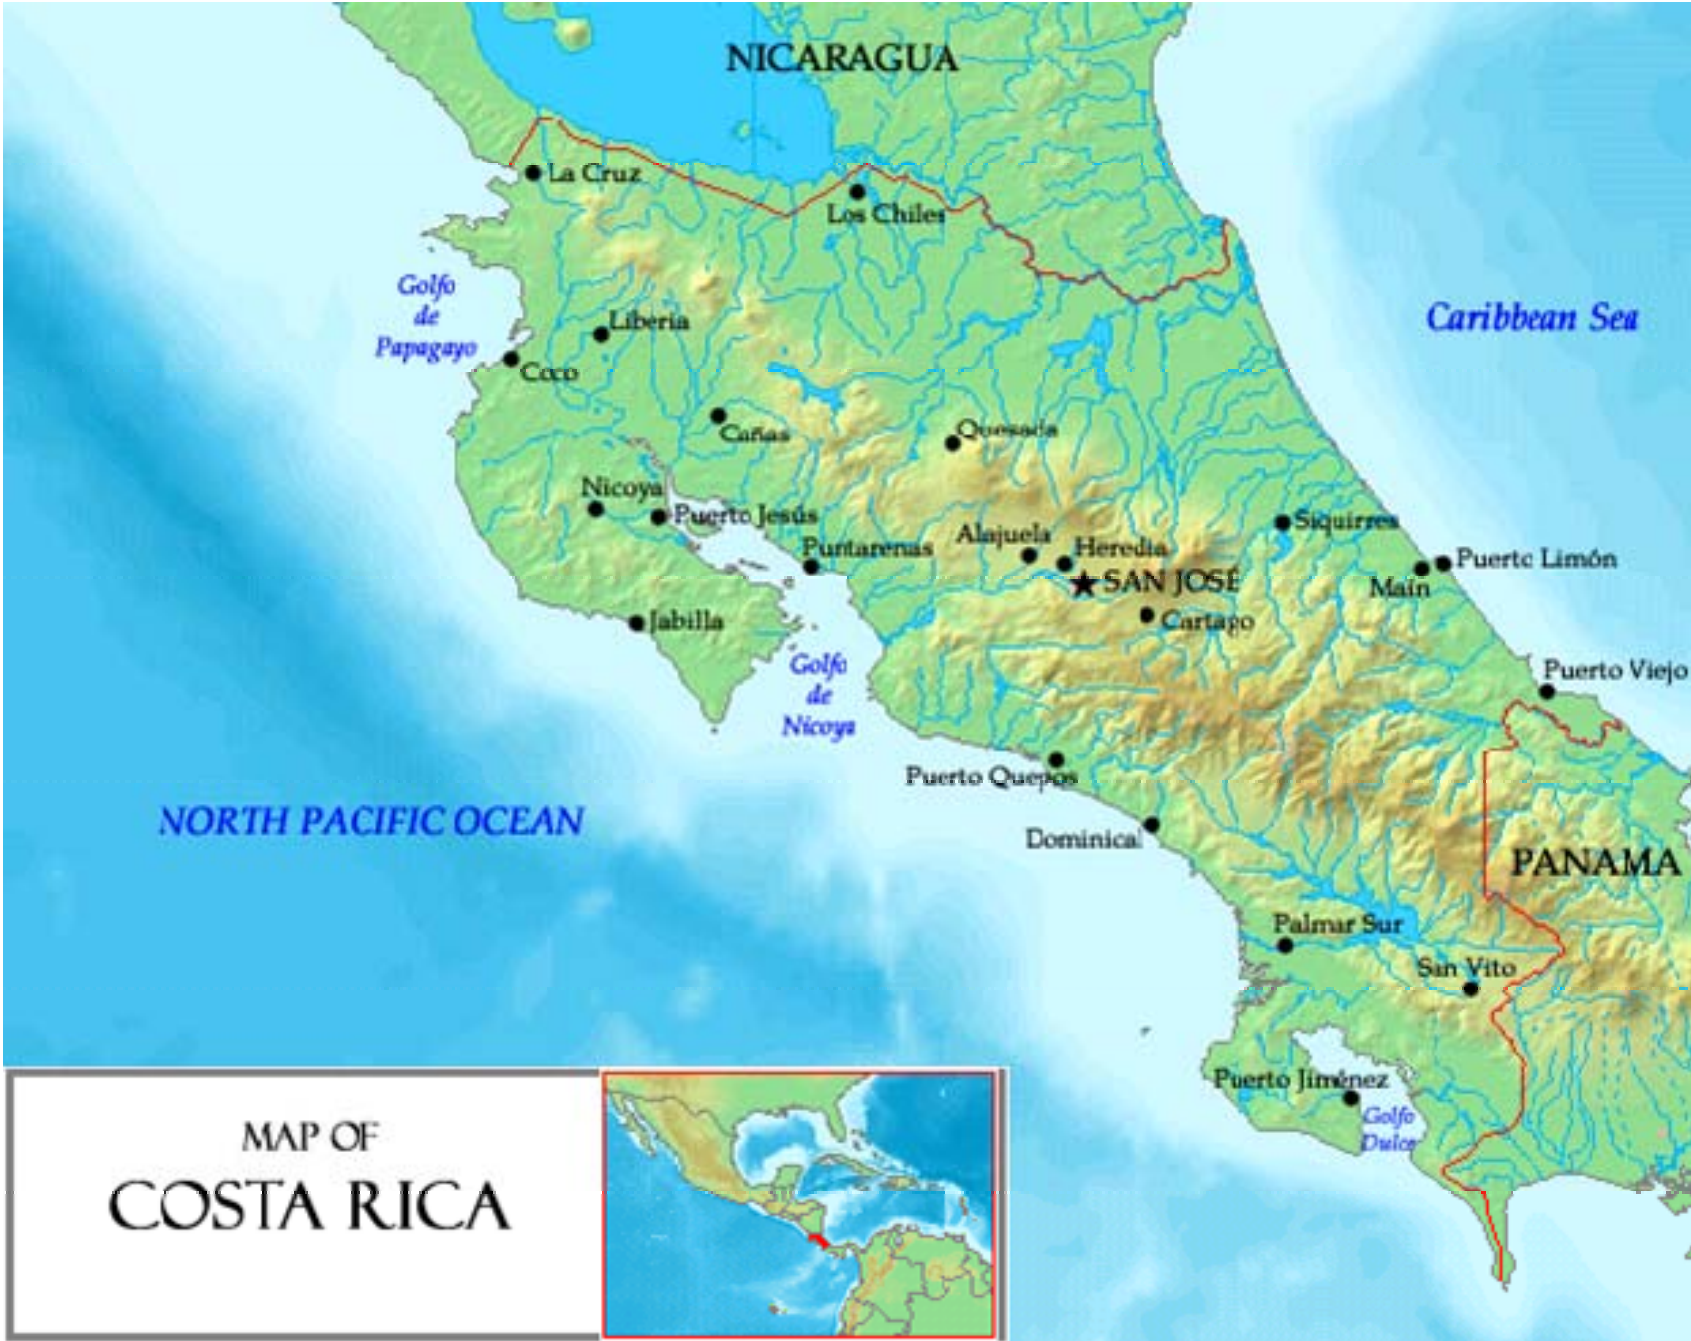 NICARAGUA
La Cruz
Los Chiles
Golfo
de
Papagayo
Caribbean Sea
Liberia
Coco
Cañas
Quesada
Nicoya
Puerto Jesús
Siquirres
Alajuela
Heredia
Puntarenas
Puerto Limón
SAN JOSÉ
Main
Jabilla
Cartago
Golfo
de
Nicoya
Puerto Viejo
Puerto Quepos
NORTH PACIFIC OCEAN
Dominical
PANAMA
Palmar Sur
San Vito
Puerto Jiménez
Golfo
Dulce
MAP OF
COSTA RICA